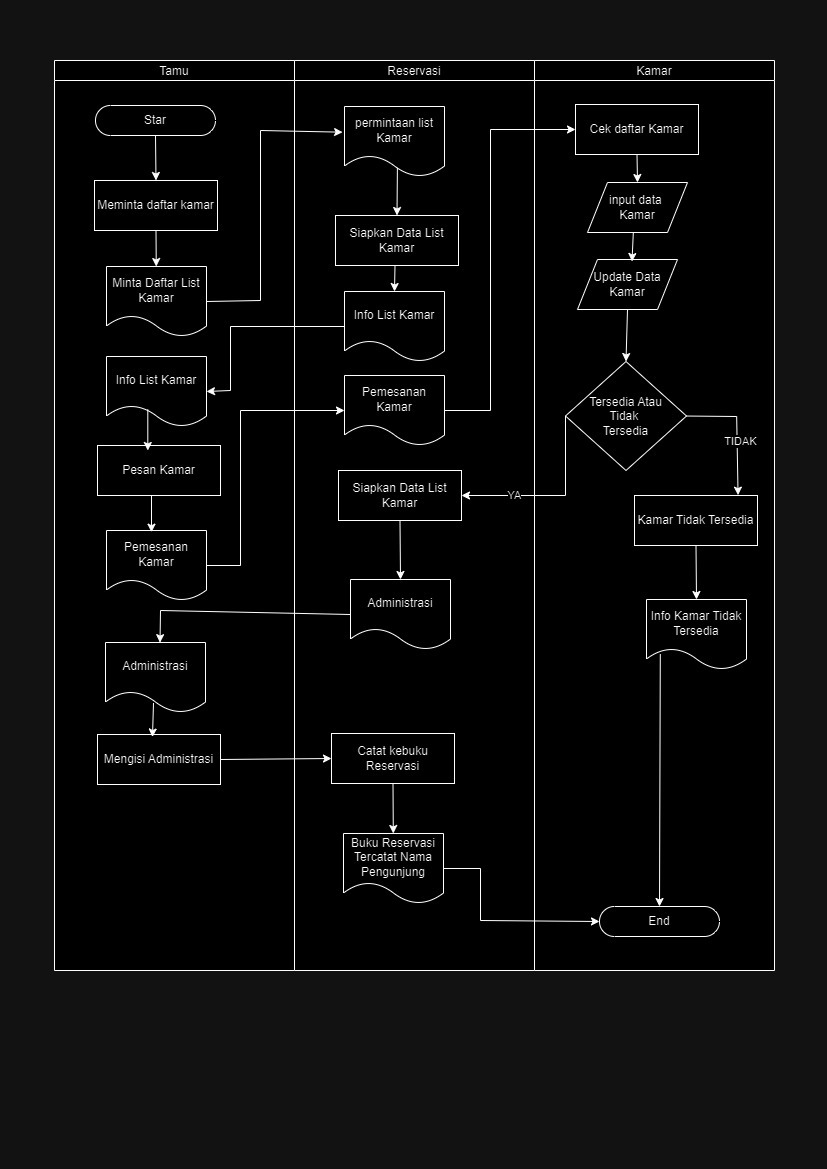 Tamu
Reservasi
Kamar
Star
Meminta daftar kamar
Minta Daftar List
Kamar
permintaan list
Kamar
Siapkan Data List
Kamar
Info List Kamar
Info List Kamar
Pesan Kamar
Pemesanan
Kamar
Pemesanan
Kamar
Cek daftar Kamar
input data
Kamar
Update Data
Kamar
Tersedia Atau
Tidak
Tersedia
TIDAK
YA
Kamar Tidak Tersedia
Info Kamar Tidak
Tersedia
Siapkan Data List
Kamar
Administrasi
Administrasi
Mengisi Administrasi
Catat kebuku
Reservasi
Buku Reservasi
Tercatat Nama
Pengunjung
End